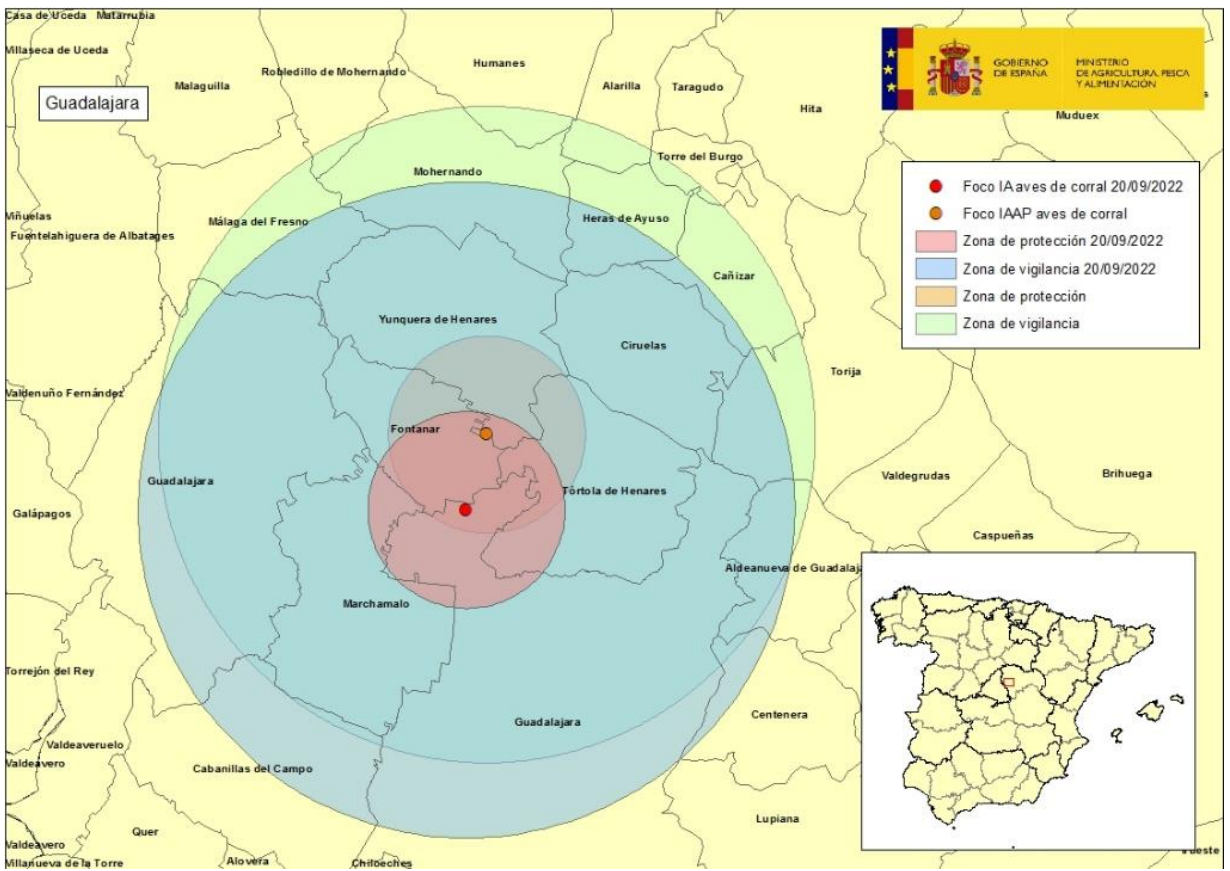 Casa de Uceda
Matarrubia
Villaseca de Uceda
Guadalajara
Malaguilla
Robledillo de Mohernando
Humanes
Alarilla
Taragudo
Hita
GOBIERNO
DE ESPAÑA
MINISTERIO
DE AGRICULTURA, PESCA
Y ALIMENTACIÓN
Muduex
Torre del Burgo
Mohernando
Foco IA aves de corral 20/09/2022
Foco IAAP aves de corral
Zona de protección 20/09/2022
Zona de vigilancia 20/09/2022
Zona de protección
Zona de vigilancia
Viñuelas
Málaga del Fresno
Heras de Ayuso
Fuentelahiguera de Albatages
Cañizar
Yunquera de Henares
Ciruelas
Torija
Valdenuño Fernández
Fontanar
Guadalajara
Tórtola de Henares
Valdegrudas
Brihuega
Galápagos
Caspueñas
Aldeanueva de Guadalaja
Marchamalo
Torrejón del Rey
Guadalajara
Centenera
Valdeaveruelo
Valdeavero
Cabanillas del Campo
Lupiana
Quer
Valdeavero
Villanueva de la Torre
Alovera
Chiloeches